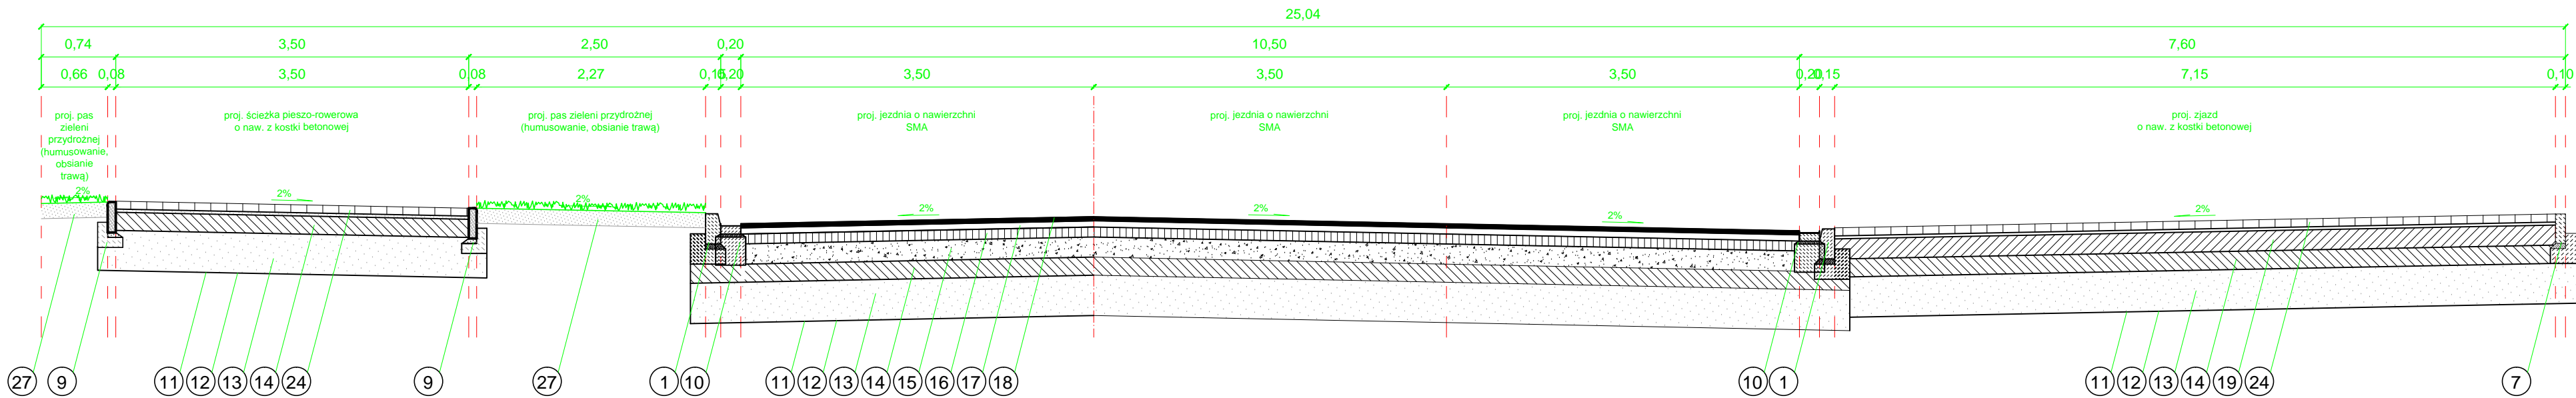 25,04
0,74 3,50 2,50 0,20 10,50 7,60
0,66 0,08 3,50 0,08 2,27 0,15 0,20 3,50 3,50 3,50 0,20 0,15 7,15 0,10
proj. pas
zieleni
przydrożnej
(humusowanie,
obsianie
trawą)
proj. ścieżka pieszo-rowerowa
o naw. z kostki betonowej
proj. pas zieleni przydrożnej
(humusowanie, obsianie trawą)
proj. jezdnia o nawierzchni
SMA
proj. jezdnia o nawierzchni
SMA
proj. jezdnia o nawierzchni
SMA
proj. zjazd
o naw. z kostki betonowej
2% 2% 2% 2% 2% 2% 2%
27 9 11 12 13 14 24 9 27 1 10 11 12 13 14 15 16 17 18 10 1 11 12 13 14 19 24 7